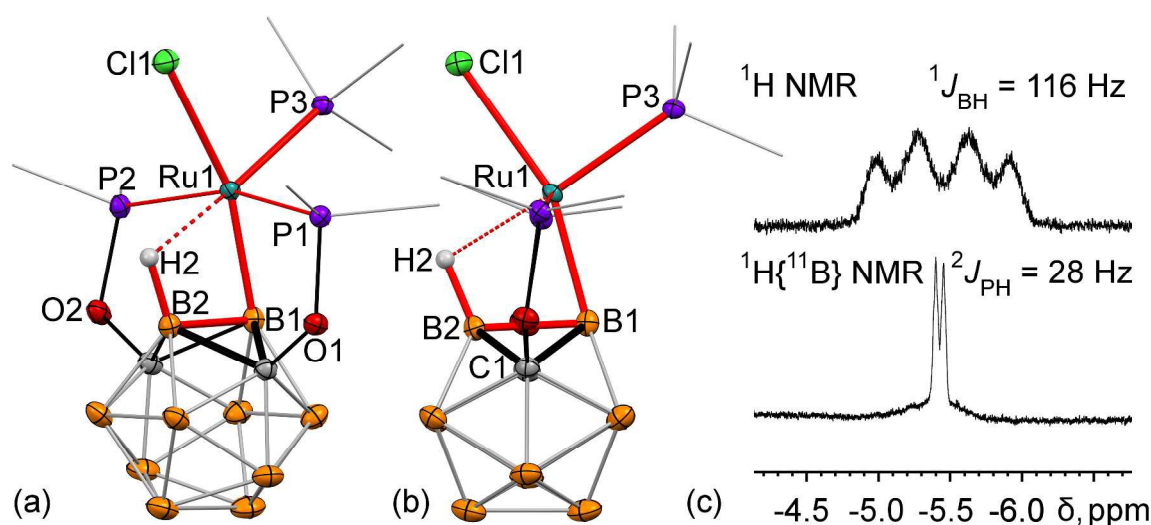 Cl1
P3
P2
Ru1
P1
H2
B2
B1
O2
O1
(a)
Cl1
P3
Ru1
H2
B2
B1
C1
(b)
¹H NMR ¹J_BH = 116 Hz
¹H{¹¹B} NMR ²J_PH = 28 Hz
-4.5 -5.0 -5.5 -6.0 δ, ppm
(c)